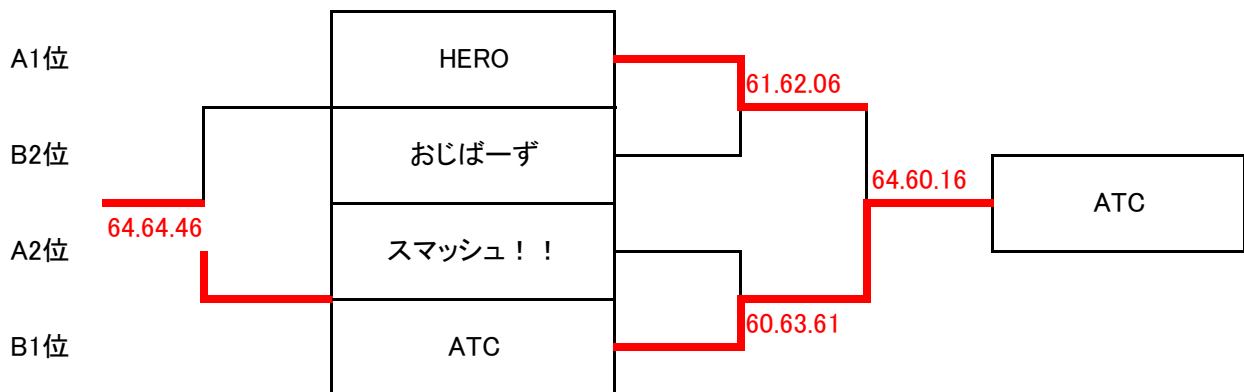 A1位
HERO
61.62.06
B2位
おじばーず
64.60.16
ATC
64.64.46
A2位
スマッシュ！！
60.63.61
B1位
ATC